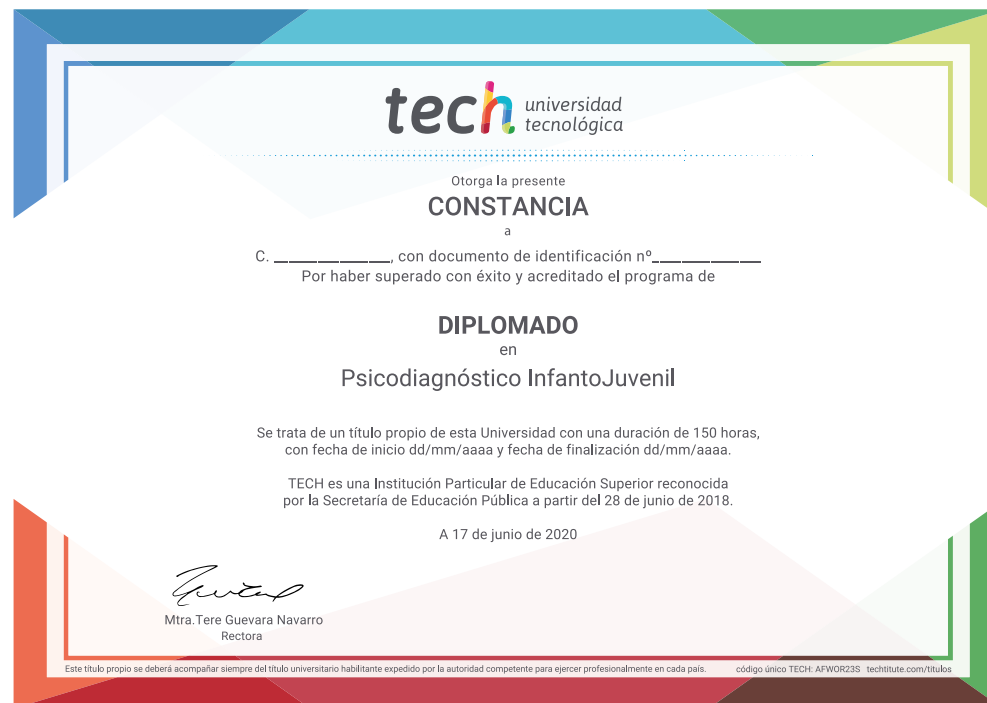 tech universidad
tecnológica
Otorga la presente
CONSTANCIA
a
C. ______________, con documento de identificación nº_____________
Por haber superado con éxito y acreditado el programa de
DIPLOMADO
en
Psicodiagnóstico InfantoJuvenil
Se trata de un título propio de esta Universidad con una duración de 150 horas,
con fecha de inicio dd/mm/aaaa y fecha de finalización dd/mm/aaaa.
TECH es una Institución Particular de Educación Superior reconocida
por la Secretaría de Educación Pública a partir del 28 de junio de 2018.
A 17 de junio de 2020
Mtra.Tere Guevara Navarro
Rectora
Este título propio se deberá acompañar siempre del título universitario habilitante expedido por la autoridad competente para ejercer profesionalmente en cada país. código único TECH: AFWOR23S techtitute.com/titulos